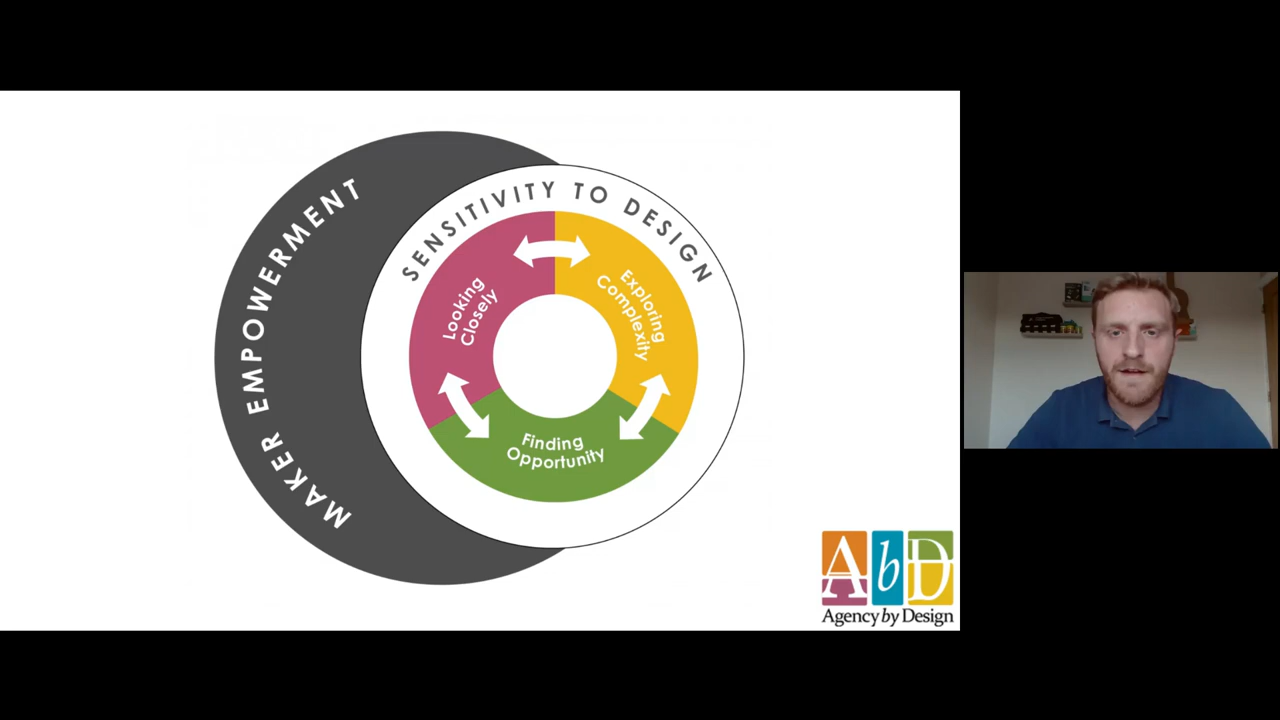 MAKER EMPOWERMENT
SENSITIVITY TO DESIGN
Looking
Closely
Exploring
Complexity
Finding
Opportunity
AbD
Agency by Design